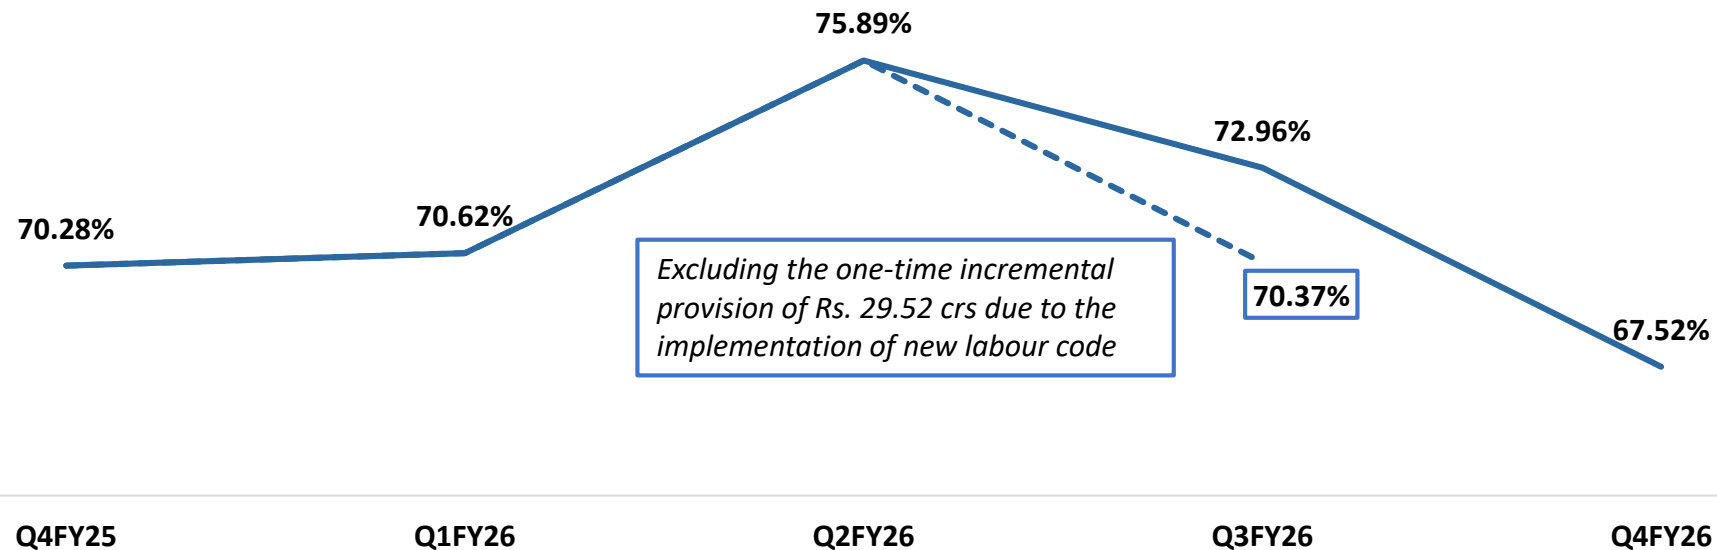 75.89%
72.96%
70.62%
70.28%
Excluding the one-time incremental
provision of Rs. 29.52 crs due to the
implementation of new labour code
70.37%
67.52%
Q4FY25
Q1FY26
Q2FY26
Q3FY26
Q4FY26